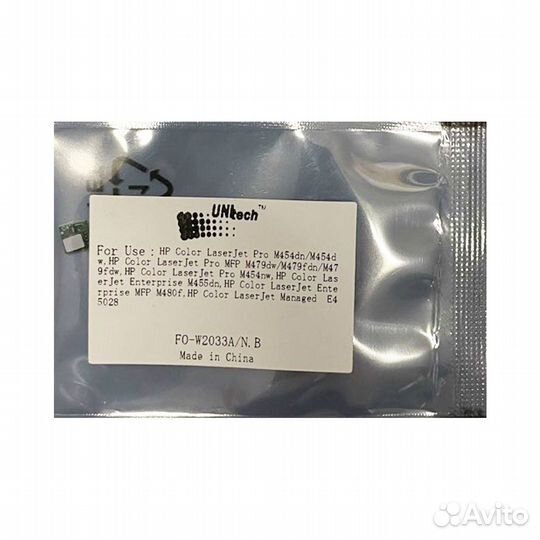 UNItech™
For Use : HP Color LaserJet Pro M454dn/M454d
w,HP Color LaserJet Pro MFP M479dw/M479fdn/M47
9fdw,HP Color LaserJet Pro M454nw,HP Color Las
erJet Enterprise M455dn,HP Color LaserJet Ente
rprise MFP M480f,HP Color LaserJet Managed E4
5028
FO-W2033A/N.B
Made in China
Avito